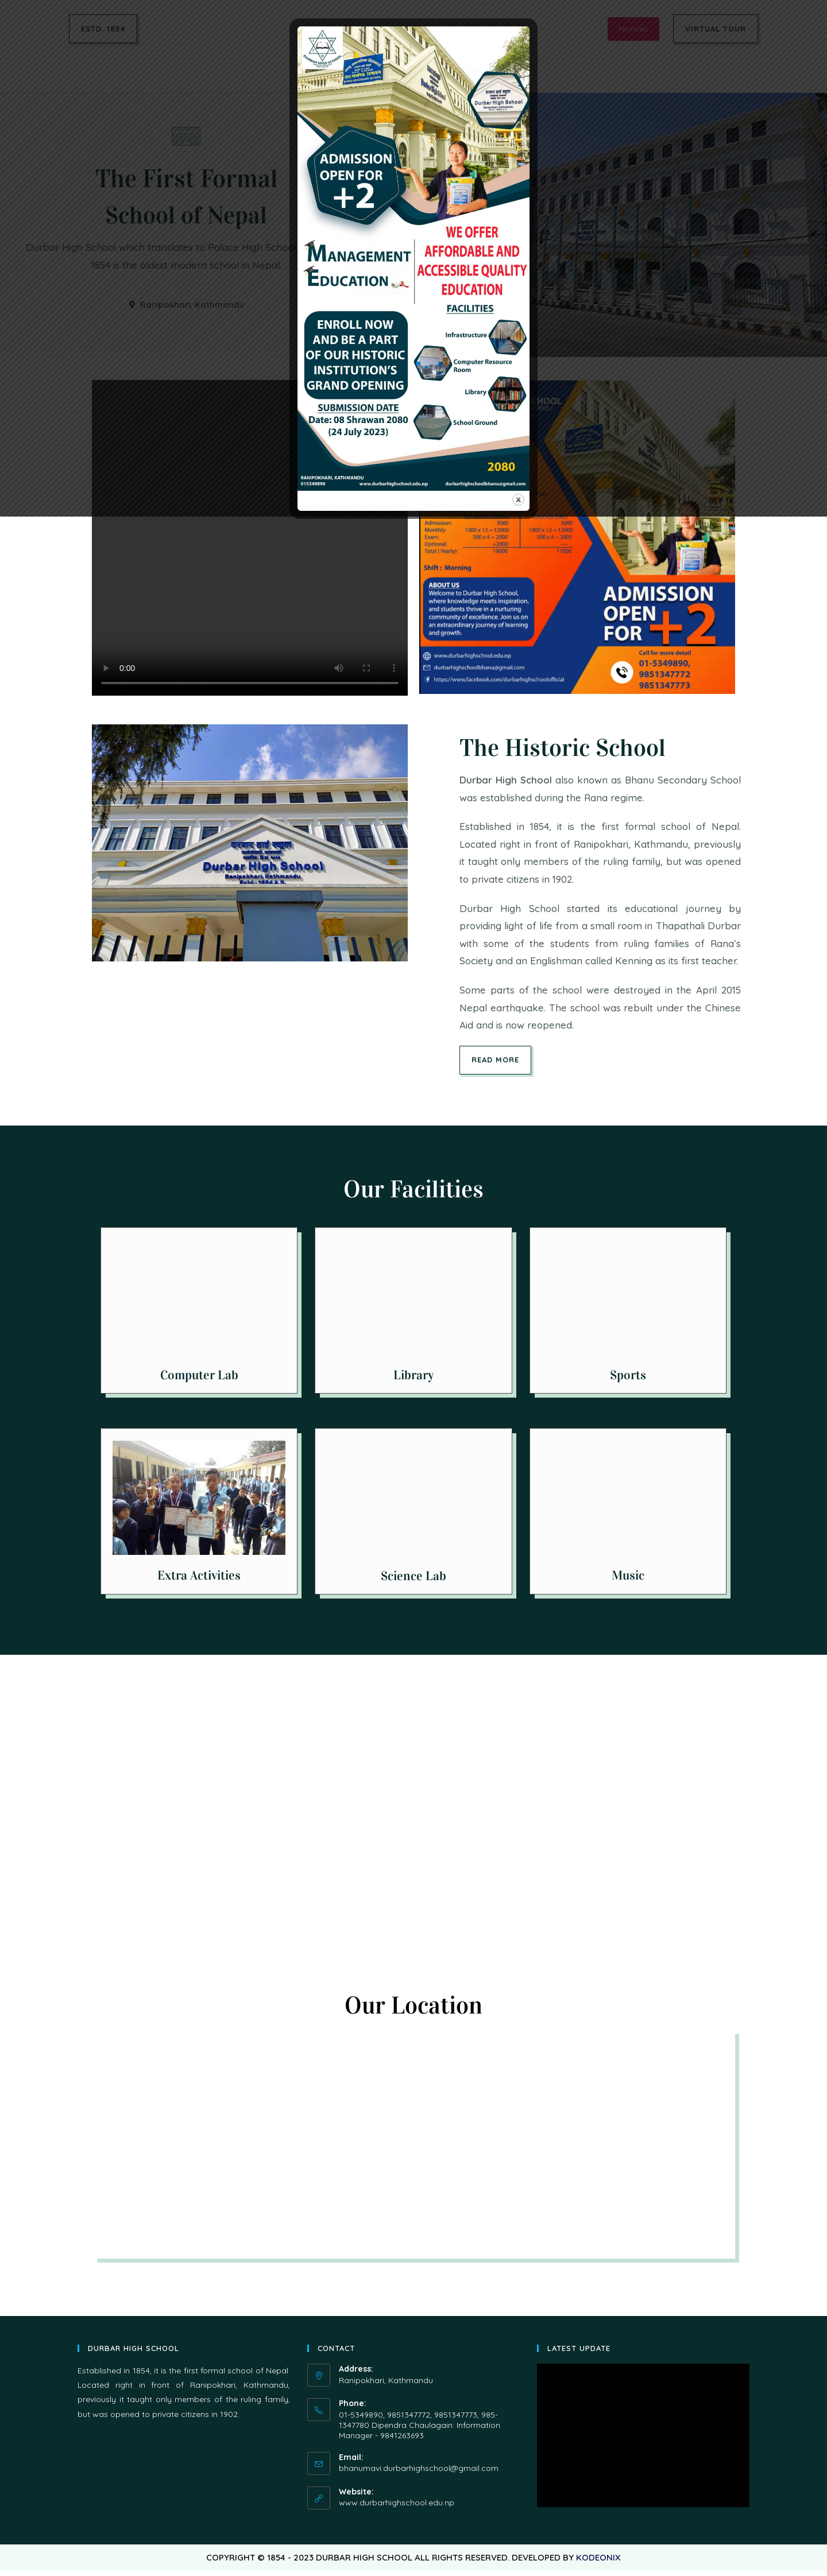 ESTD. 1854
Notices
VIRTUAL TOUR
The First Formal
School of Nepal
Durbar High School which translates to Palace High School
1854 is the oldest modern school in Nepal.
Ranipokhari, Kathmandu
Durbar High School
ADMISSION
OPEN FOR
+2
MANAGEMENT
EDUCATION
WE OFFER
AFFORDABLE AND
ACCESSIBLE QUALITY
EDUCATION
FACILITIES
Infrastructure
Computer Resource
Room
Library
School Ground
ENROLL NOW
AND BE A PART
OF OUR HISTORIC
INSTITUTION'S
GRAND OPENING
SUBMISSION DATE
Date: 08 Shrawan 2080
(24 July 2023)
2080
RANIPOKHARI, KATHMANDU
015349890
www.durbarhighschool.edu.np
durbarhighschoolbhanu@gmail.com
X
Admission: 3000 3000
Monthly: 1000 x 12 = 12000 1000 x 12 = 12000
Exam: 500 x 4 = 2000 500 x 4 = 2000
Optional: +2000
Total (Yearly): 19000 17000
Shift : Morning
ABOUT US
Welcome to Durbar High School,
where knowledge meets inspiration,
and students thrive in a nurturing
community of excellence. Join us on
an extraordinary journey of learning
and growth.
www.durbarhighschool.edu.np
durbarhighschoolbhanu@gmail.com
https://www.facebook.com/durbarhighschoolofficial
ADMISSION
OPEN
FOR +2
Call for more detail
01-5349890,
9851347772
9851347773
0:00
दरबार हाई स्कूल
Durbar High School
Ranipokhari, Kathmandu
Estd.: 1854 A.D.
The Historic School
Durbar High School also known as Bhanu Secondary School
was established during the Rana regime.
Established in 1854, it is the first formal school of Nepal.
Located right in front of Ranipokhari, Kathmandu, previously
it taught only members of the ruling family, but was opened
to private citizens in 1902.
Durbar High School started its educational journey by
providing light of life from a small room in Thapathali Durbar
with some of the students from ruling families of Rana's
Society and an Englishman called Kenning as its first teacher.
Some parts of the school were destroyed in the April 2015
Nepal earthquake. The school was rebuilt under the Chinese
Aid and is now reopened.
READ MORE
Our Facilities
Computer Lab
Library
Sports
Extra Activities
Science Lab
Music
Our Location
DURBAR HIGH SCHOOL
Established in 1854, it is the first formal school of Nepal.
Located right in front of Ranipokhari, Kathmandu,
previously it taught only members of the ruling family,
but was opened to private citizens in 1902.
CONTACT
Address:
Ranipokhari, Kathmandu
Phone:
01-5349890, 9851347772, 9851347773, 985-
1347780 Dipendra Chaulagain: Information
Manager - 9841263693
Email:
bhanumavi.durbarhighschool@gmail.com
Website:
www.durbarhighschool.edu.np
LATEST UPDATE
COPYRIGHT © 1854 - 2023 DURBAR HIGH SCHOOL ALL RIGHTS RESERVED. DEVELOPED BY KODEONIX